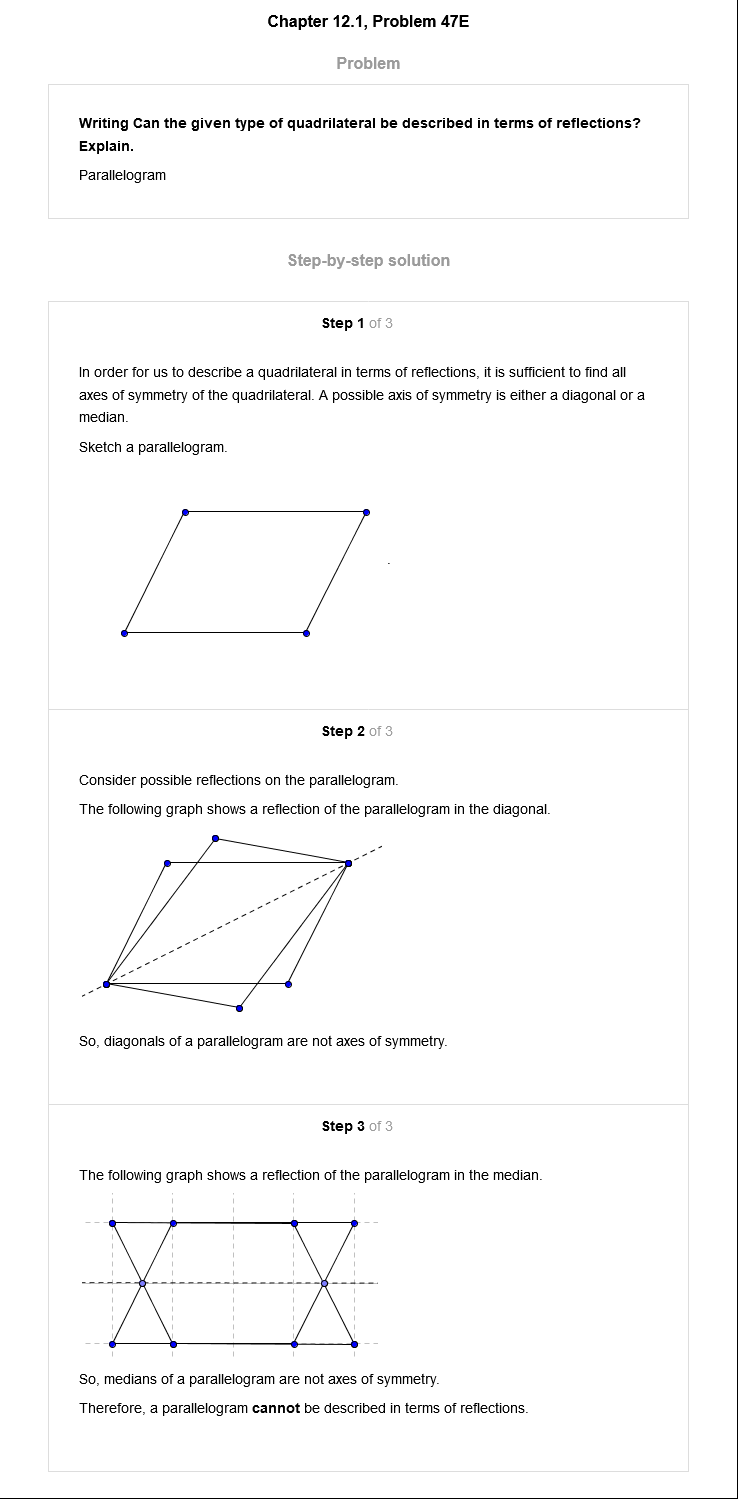 Chapter 12.1, Problem 47E
Problem
Writing Can the given type of quadrilateral be described in terms of reflections?
Explain.
Parallelogram
Step-by-step solution
Step 1 of 3
In order for us to describe a quadrilateral in terms of reflections, it is sufficient to find all
axes of symmetry of the quadrilateral. A possible axis of symmetry is either a diagonal or a
median.
Sketch a parallelogram.
Step 2 of 3
Consider possible reflections on the parallelogram.
The following graph shows a reflection of the parallelogram in the diagonal.
So, diagonals of a parallelogram are not axes of symmetry.
Step 3 of 3
The following graph shows a reflection of the parallelogram in the median.
So, medians of a parallelogram are not axes of symmetry.
Therefore, a parallelogram cannot be described in terms of reflections.